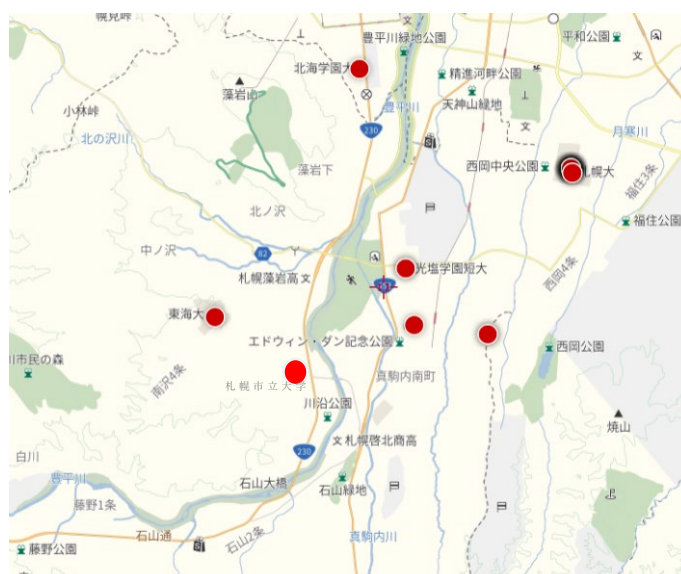 幌見峠
豊平川緑地公園
平和公園
北海学園大
精進河畔公園
藻岩山
天神山緑地
小林峠
豊平川
北の沢川
230
月寒川
西岡中央公園
札幌大
藻岩下
福住3条
北ノ沢
福住公園
中ノ沢
82
西岡4条
光塩学園短大
札幌藻岩高
東海大
エドウィン・ダン記念公園
西岡公園
川市民の森
真駒内南町
札幌市立大学
南沢4条
川沿公園
焼山
札幌啓北商高
230
白川
豊平川
石山大橋
石山緑地
藤野1条
石山通
石山2条
真駒内川
藤野公園